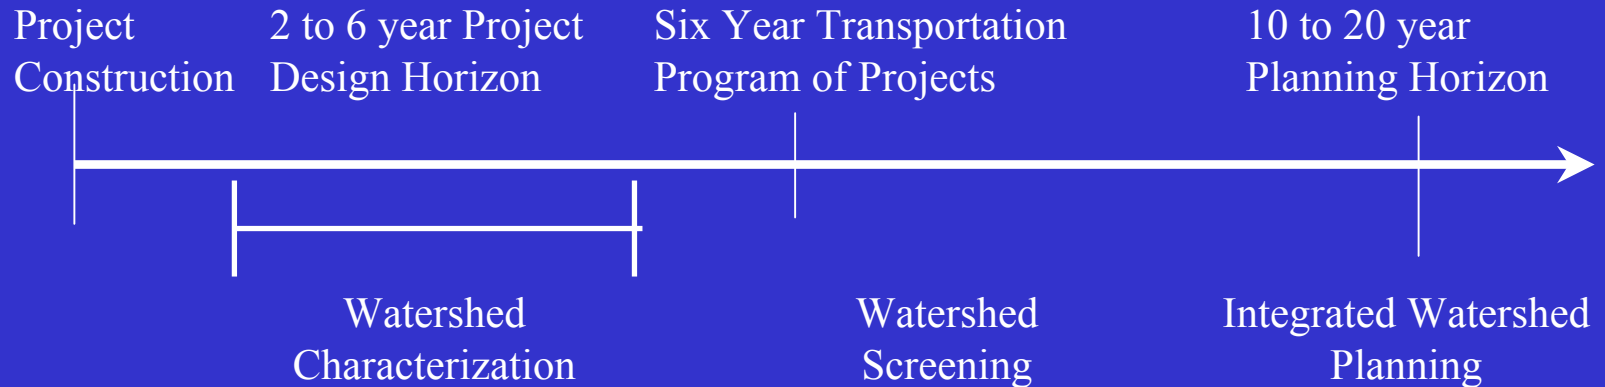 Project
Construction
2 to 6 year Project
Design Horizon
Six Year Transportation
Program of Projects
10 to 20 year
Planning Horizon
Watershed
Characterization
Watershed
Screening
Integrated Watershed
Planning